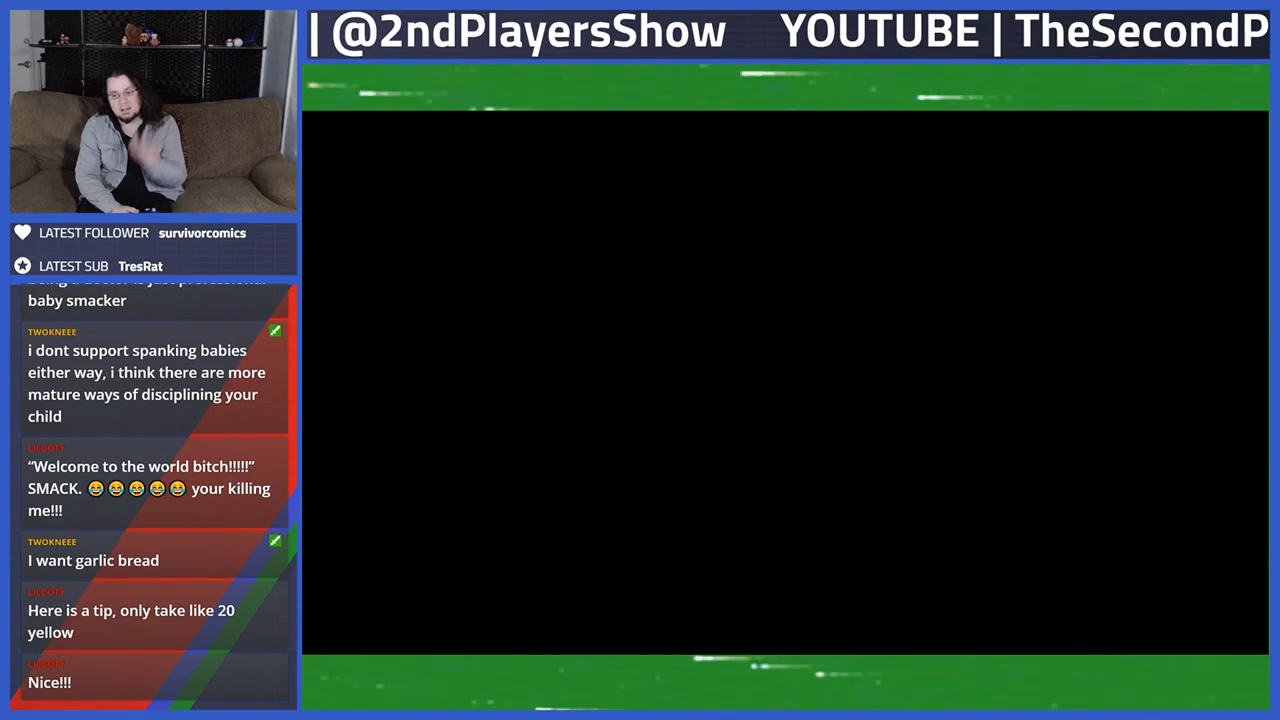 | @2ndPlayersShow YOUTUBE | TheSecondP
LATEST FOLLOWER survivorcomics
LATEST SUB TresRat
baby smacker
TWOKNEEE
i dont support spanking babies
either way, i think there are more
mature ways of disciplining your
child
LILBOTY
“Welcome to the world bitch!!!!!”
SMACK. 😂😂😂😂😂 your killing
me!!!
TWOKNEEE
I want garlic bread
Here is a tip, only take like 20
yellow
Nice!!!